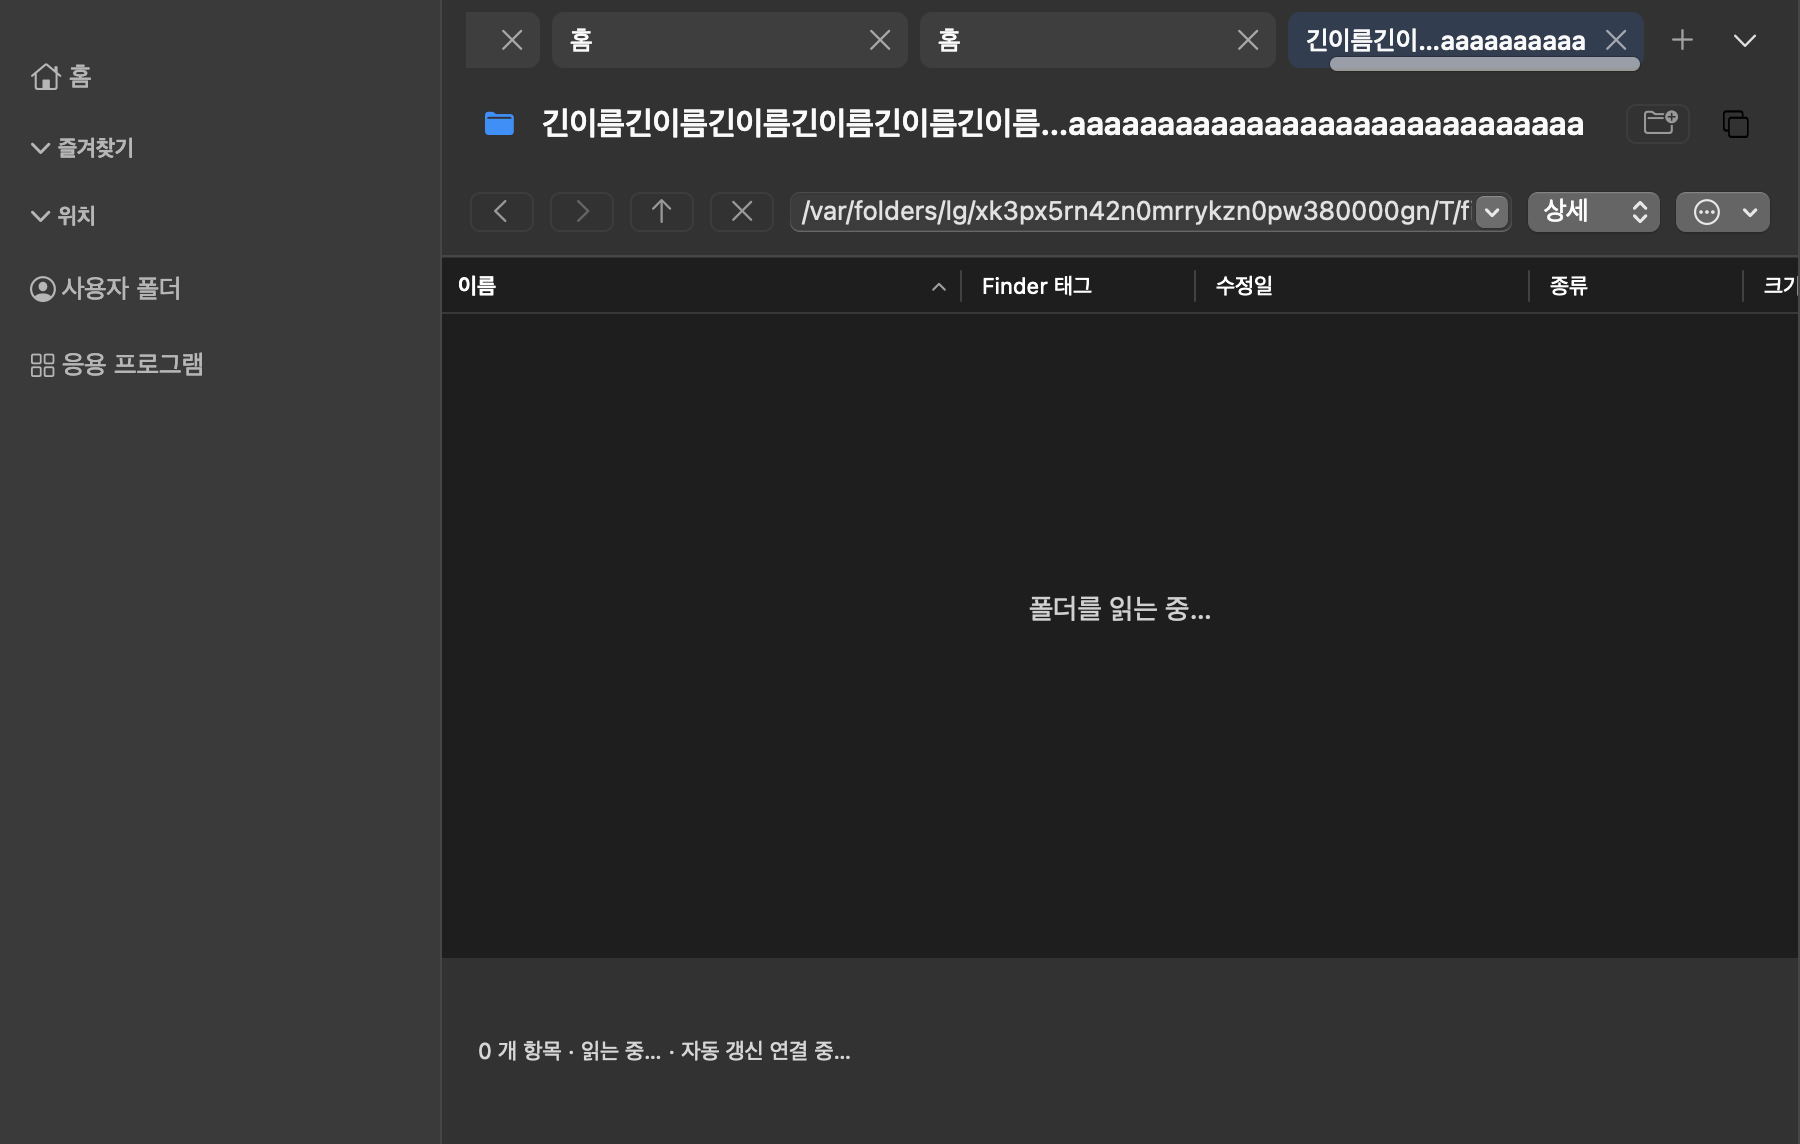 홈
즐겨찾기
위치
사용자 폴더
응용 프로그램
홈
홈
긴이름긴이...aaaaaaaaaa
긴이름긴이름긴이름긴이름긴이름긴이름...aaaaaaaaaaaaaaaaaaaaaaaaaaaaa
/var/folders/lg/xk3px5rn42n0mrrykzn0pw380000gn/T/f
상세
이름
Finder 태그
수정일
종류
크기
폴더를 읽는 중...
0 개 항목 · 읽는 중... · 자동 갱신 연결 중...